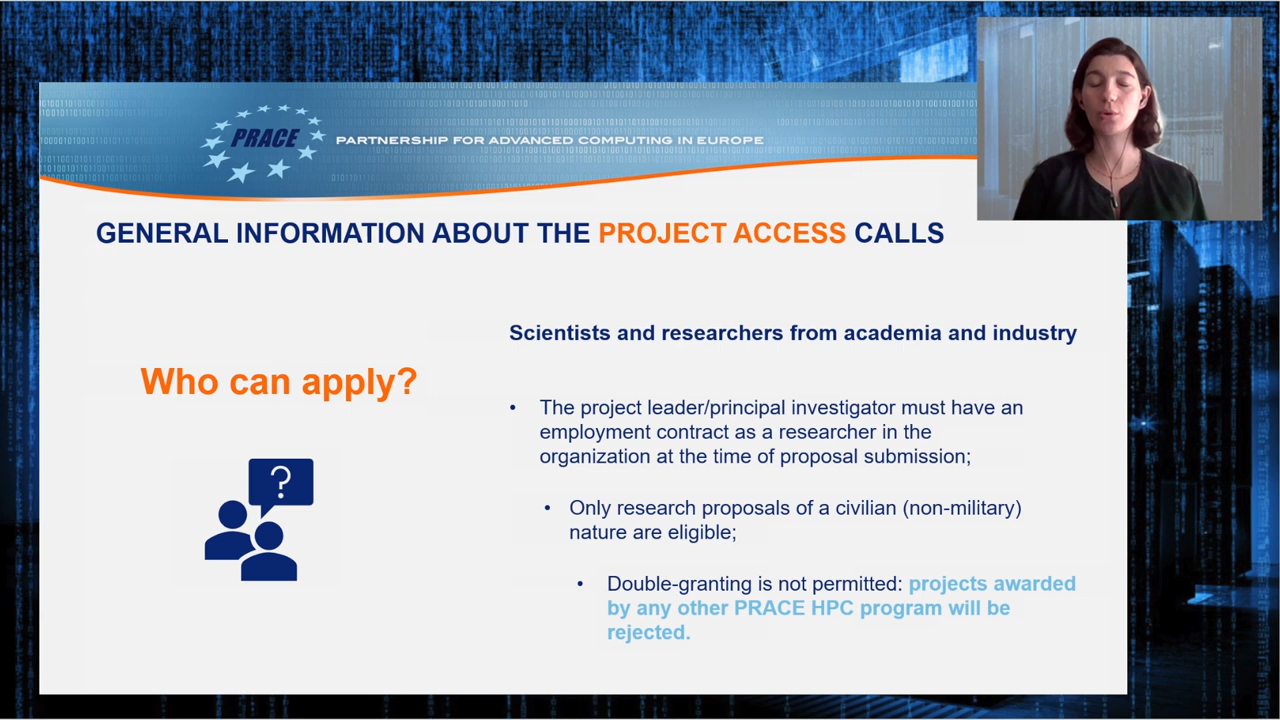 PRACE
PARTNERSHIP FOR ADVANCED COMPUTING IN EUROPE
GENERAL INFORMATION ABOUT THE PROJECT ACCESS CALLS
Who can apply?
?
Scientists and researchers from academia and industry
• The project leader/principal investigator must have an
employment contract as a researcher in the
organization at the time of proposal submission;
• Only research proposals of a civilian (non-military)
nature are eligible;
• Double-granting is not permitted: projects awarded
by any other PRACE HPC program will be
rejected.